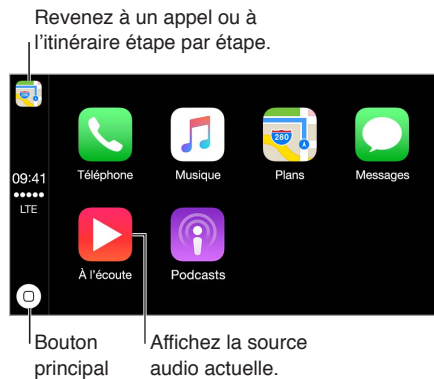 Revenez à un appel ou à
l'itinéraire étape par étape.
280
Téléphone Musique Plans Messages
09:41
LTE
À l'écoute Podcasts
Bouton
principal
Affichez la source
audio actuelle.